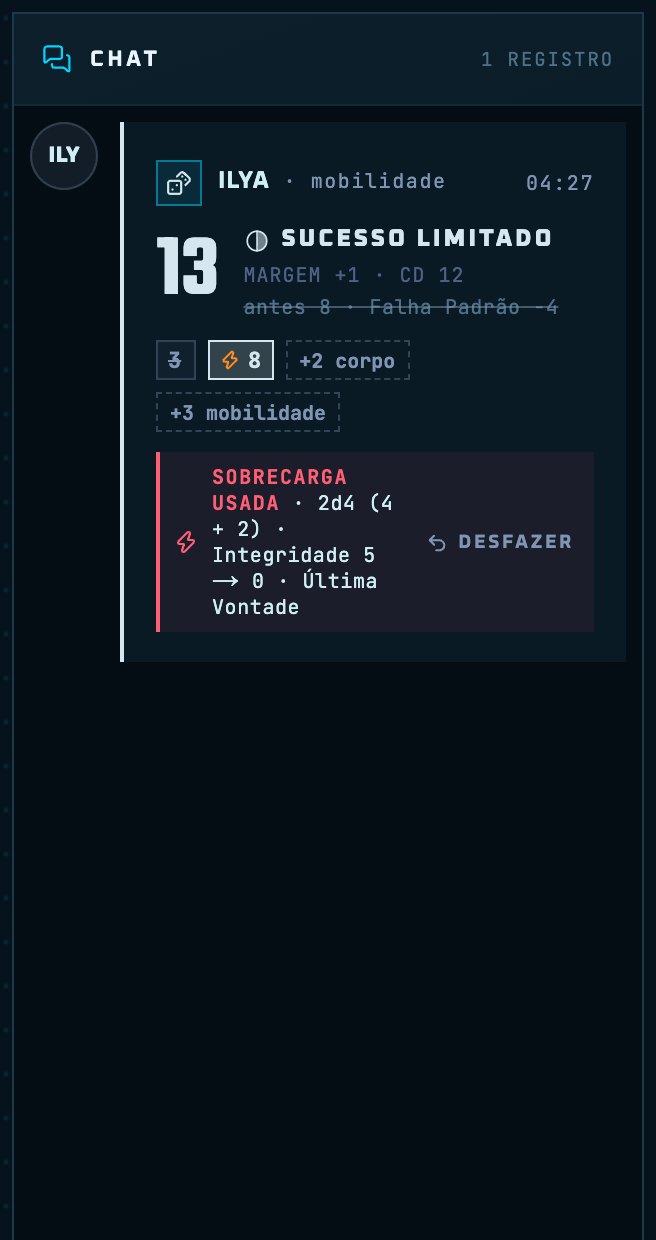 CHAT
1 REGISTRO
ILY
ILYA · mobilidade
04:27
13
SUCESSO LIMITADO
MARGEM +1 · CD 12
antes 8 · Falha Padrão -4
3
8
+2 corpo
+3 mobilidade
SOBRECARGA
USADA · 2d4 (4
+ 2) ·
Integridade 5
⟶ 0 · Última
Vontade
DESFAZER